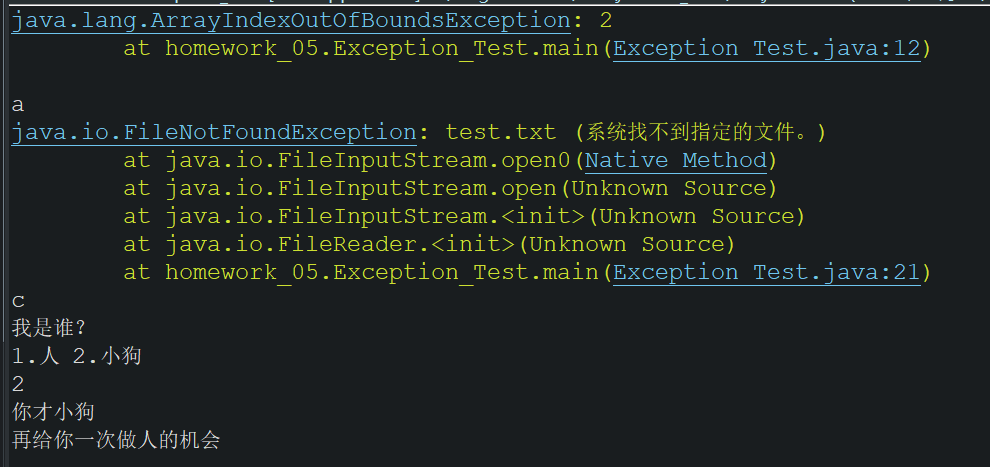 java.lang.ArrayIndexOutOfBoundsException: 2
at homework_05.Exception_Test.main(Exception Test.java:12)
a
java.io.FileNotFoundException: test.txt (系统找不到指定的文件。)
at java.io.FileInputStream.open0(Native Method)
at java.io.FileInputStream.open(Unknown Source)
at java.io.FileInputStream.<init>(Unknown Source)
at java.io.FileReader.<init>(Unknown Source)
at homework_05.Exception_Test.main(Exception Test.java:21)
c
我是谁?
1.人 2.小狗
2
你才小狗
再给你一次做人的机会